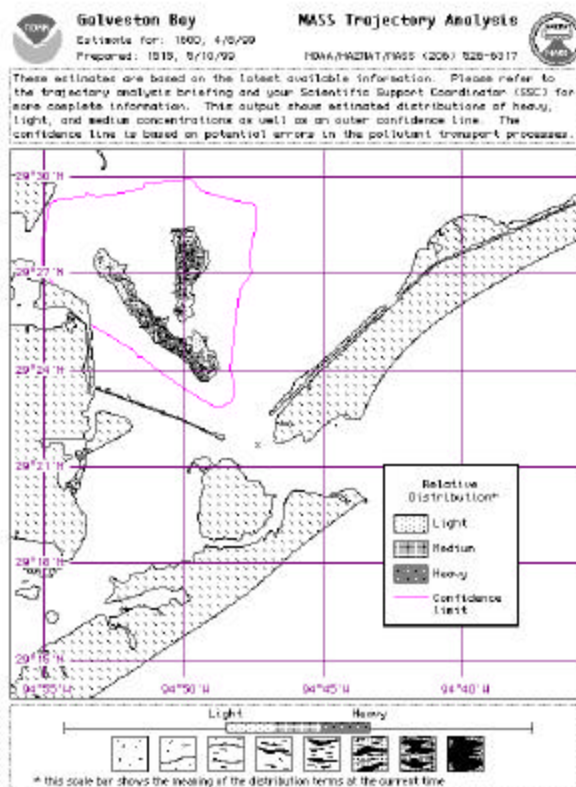 NOAA
Galveston Bay
MASS Trajectory Analysis
Estimate for: 1600, 4/6/99
Prepared: 1515, 5/10/99
NOAA/HAZMAT/MASS (206) 526-6317
These estimates are based on the latest available information. Please refer to
the trajectory analysis briefing and your Scientific Support Coordinator (SSC) for
more complete information. This output shows estimated distributions of heavy,
light, and medium concentrations as well as an outer confidence line. The
confidence line is based on potential errors in the pollutant transport processes.
29°30'N
29°27'N
29°24'N
29°21'N
29°18'N
29°15'N
94°55'W
94°50'W
94°45'W
94°40'W
Relative
Distribution*
Light
Medium
Heavy
Confidence
limit
Light
Heavy
* this scale bar shows the meaning of the distribution terms at the current time